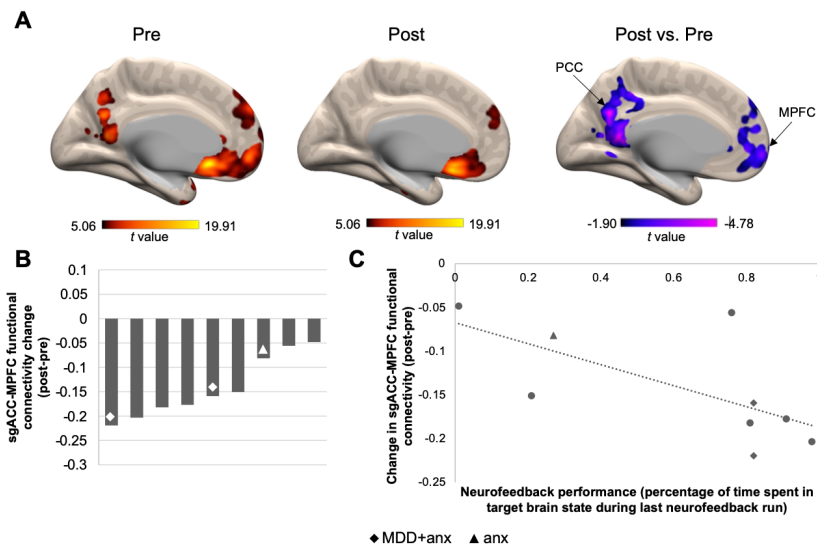 A
Pre
Post
Post vs. Pre
PCC
MPFC
5.06
19.91
t value
5.06
19.91
t value
-1.90
-4.78
t value
B
sgACC-MPFC functional
connectivity change
(post-pre)
0.1
0.05
0
-0.05
-0.1
-0.15
-0.2
-0.25
-0.3
C
Change in sgACC-MPFC functional
connectivity (post-pre)
0
-0.05
-0.1
-0.15
-0.2
-0.25
0
0.2
0.4
0.6
0.8
Neurofeedback performance (percentage of time spent in
target brain state during last neurofeedback run)
MDD+anx
anx